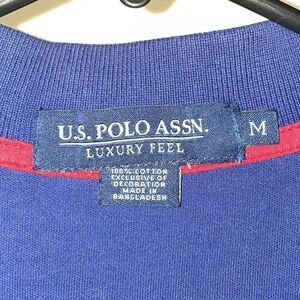 U.S. POLO ASSN.
LUXURY FEEL
M
100% COTTON
EXCLUSIVE OF
DECORATION
MADE IN
BANGLADESH